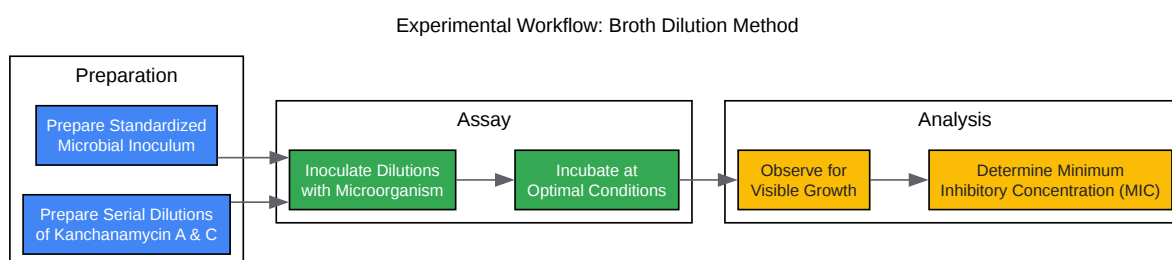 Experimental Workflow: Broth Dilution Method
Preparation
Prepare Standardized
Microbial Inoculum
Prepare Serial Dilutions
of Kanchanamycin A & C
Assay
Inoculate Dilutions
with Microorganism
Incubate at
Optimal Conditions
Analysis
Observe for
Visible Growth
Determine Minimum
Inhibitory Concentration (MIC)